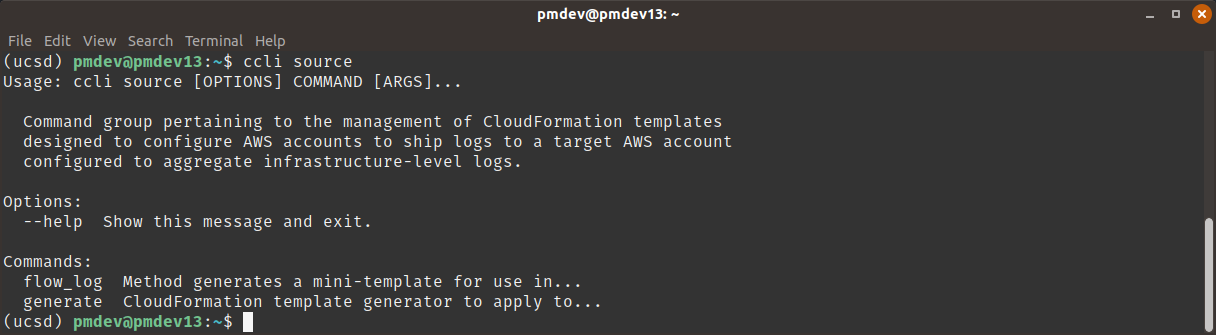 pmdev@pmdev13: ~
File Edit View Search Terminal Help
(ucsd) pmdev@pmdev13:~$ ccli source
Usage: ccli source [OPTIONS] COMMAND [ARGS]...
Command group pertaining to the management of CloudFormation templates
designed to configure AWS accounts to ship logs to a target AWS account
configured to aggregate infrastructure-level logs.
Options:
--help  Show this message and exit.
Commands:
flow_log  Method generates a mini-template for use in...
generate  CloudFormation template generator to apply to...
(ucsd) pmdev@pmdev13:~$